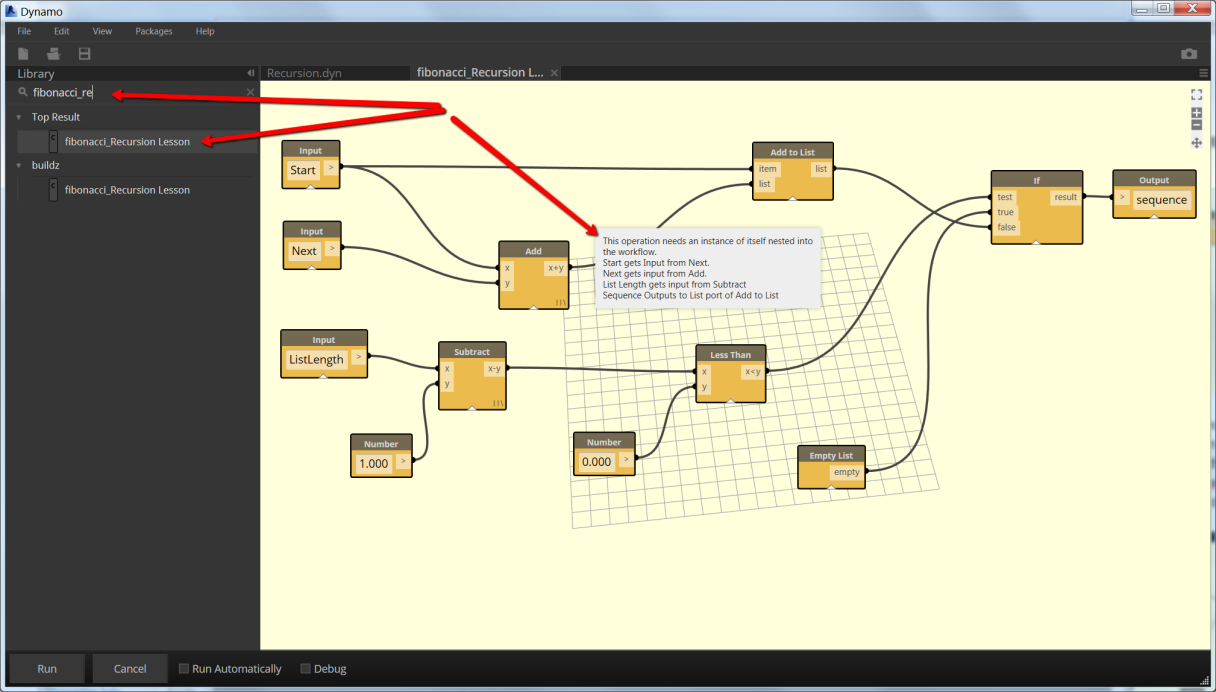 Dynamo
File Edit View Packages Help
Library
Recursion.dyn
fibonacci_Recursion L...
fibonacci_re
Top Result
fibonacci_Recursion Lesson
buildz
fibonacci_Recursion Lesson
Input
Start >
Input
Next >
Input
ListLength >
Add
x x+y
y
Subtract
x x-y
y
Number
1.000 >
Number
0.000 >
Less Than
x x<y
y
Empty List
empty
Add to List
item list
list
If
test result
true
false
Output
> sequence
This operation needs an instance of itself nested into
the workflow.
Start gets Input from Next.
Next gets input from Add.
List Length gets input from Subtract
Sequence Outputs to List port of Add to List
Run Cancel Run Automatically Debug